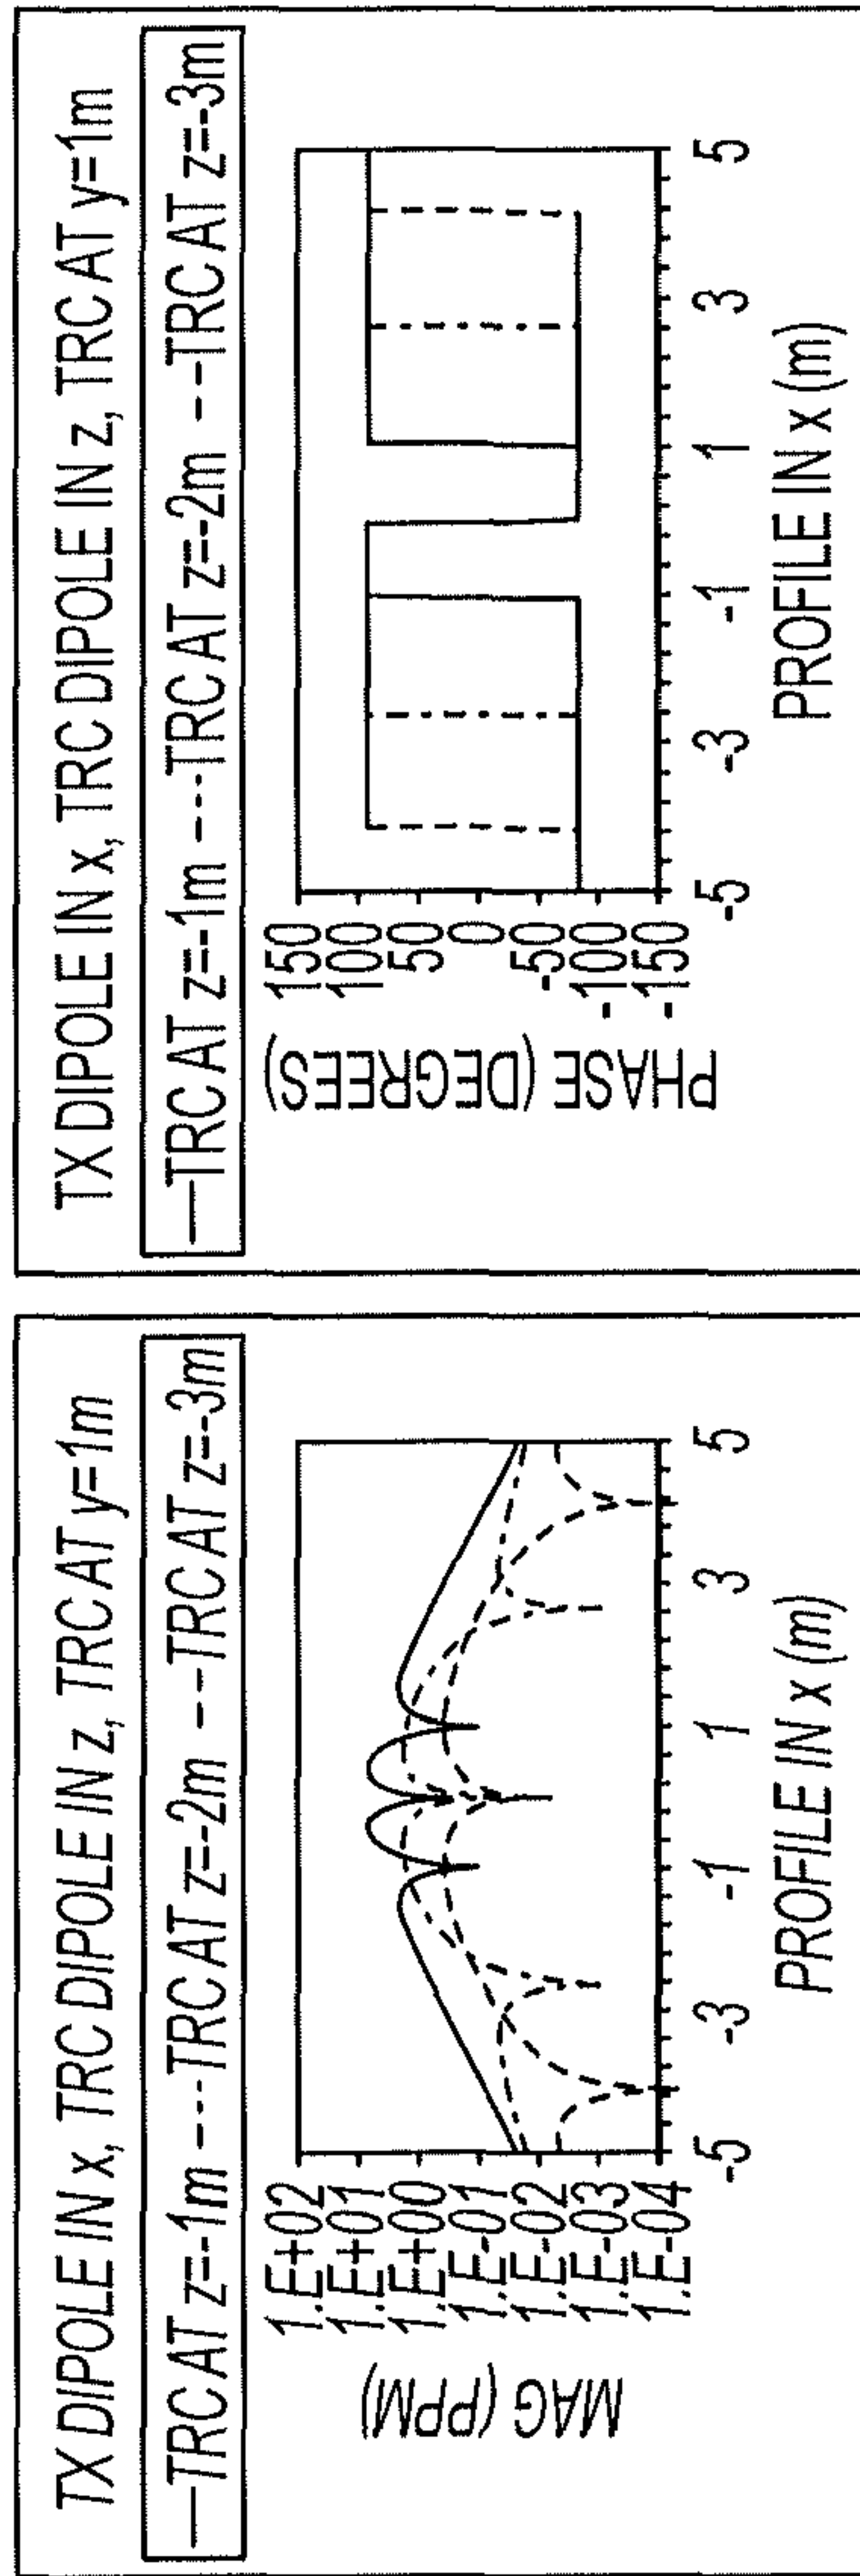 TX DIPOLE IN x, TRC DIPOLE IN z, TRC AT y=1m
—TRC AT z=-1m ---TRC AT z=-2m --TRC AT z=-3m
MAG (PPM)
1.E+02
1.E+01
1.E+00
1.E-01
1.E-02
1.E-03
1.E-04
-5 -3 -1 1 3 5
PROFILE IN x (m)
TX DIPOLE IN x, TRC DIPOLE IN z, TRC AT y=1m
—TRC AT z=-1m ---TRC AT z=-2m --TRC AT z=-3m
PHASE (DEGREES)
150
100
50
0
-50
-100
-150
-5 -3 -1 1 3 5
PROFILE IN x (m)